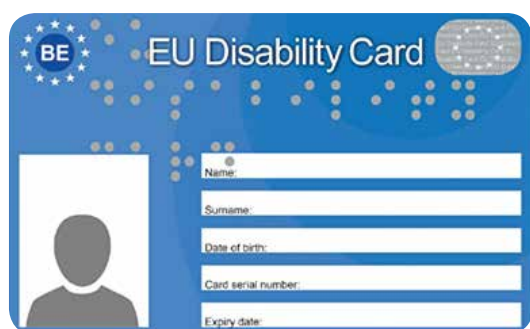 BE
EU Disability Card
Name:
Surname:
Date of birth:
Card serial number:
Expiry date: